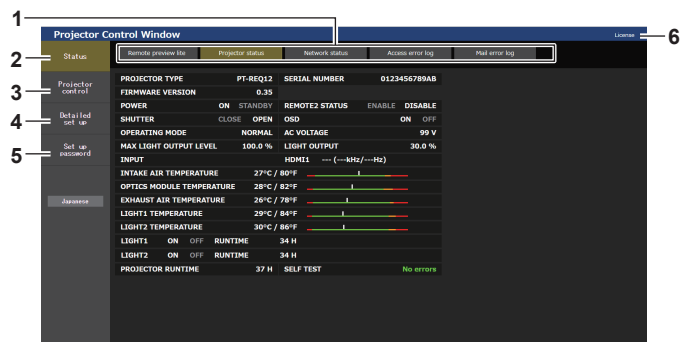 1
Projector Control Window
License
6
2
Status
Remote preview lite
Projector status
Network status
Access error log
Mail error log
3
Projector
control
4
Detailed
set up
5
Set up
password
Japanese
PROJECTOR TYPE PT-REQ12 SERIAL NUMBER 0123456789AB
FIRMWARE VERSION 0.35
POWER ON STANDBY REMOTE2 STATUS ENABLE DISABLE
SHUTTER CLOSE OPEN OSD ON OFF
OPERATING MODE NORMAL AC VOLTAGE 99 V
MAX LIGHT OUTPUT LEVEL 100.0 % LIGHT OUTPUT 30.0 %
INPUT HDMI1 --- (---kHz/---Hz)
INTAKE AIR TEMPERATURE 27°C / 80°F
OPTICS MODULE TEMPERATURE 28°C / 82°F
EXHAUST AIR TEMPERATURE 26°C / 78°F
LIGHT1 TEMPERATURE 29°C / 84°F
LIGHT2 TEMPERATURE 30°C / 86°F
LIGHT1 ON OFF RUNTIME 34 H
LIGHT2 ON OFF RUNTIME 34 H
PROJECTOR RUNTIME 37 H SELF TEST No errors